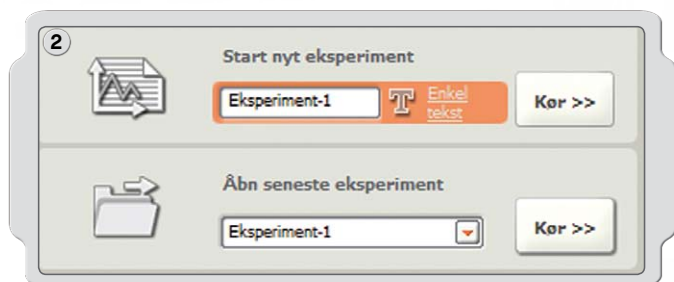 2
Start nyt eksperiment
Eksperiment-1
T Enkel
tekst
Kør >>
Åbn seneste eksperiment
Eksperiment-1
Kør >>